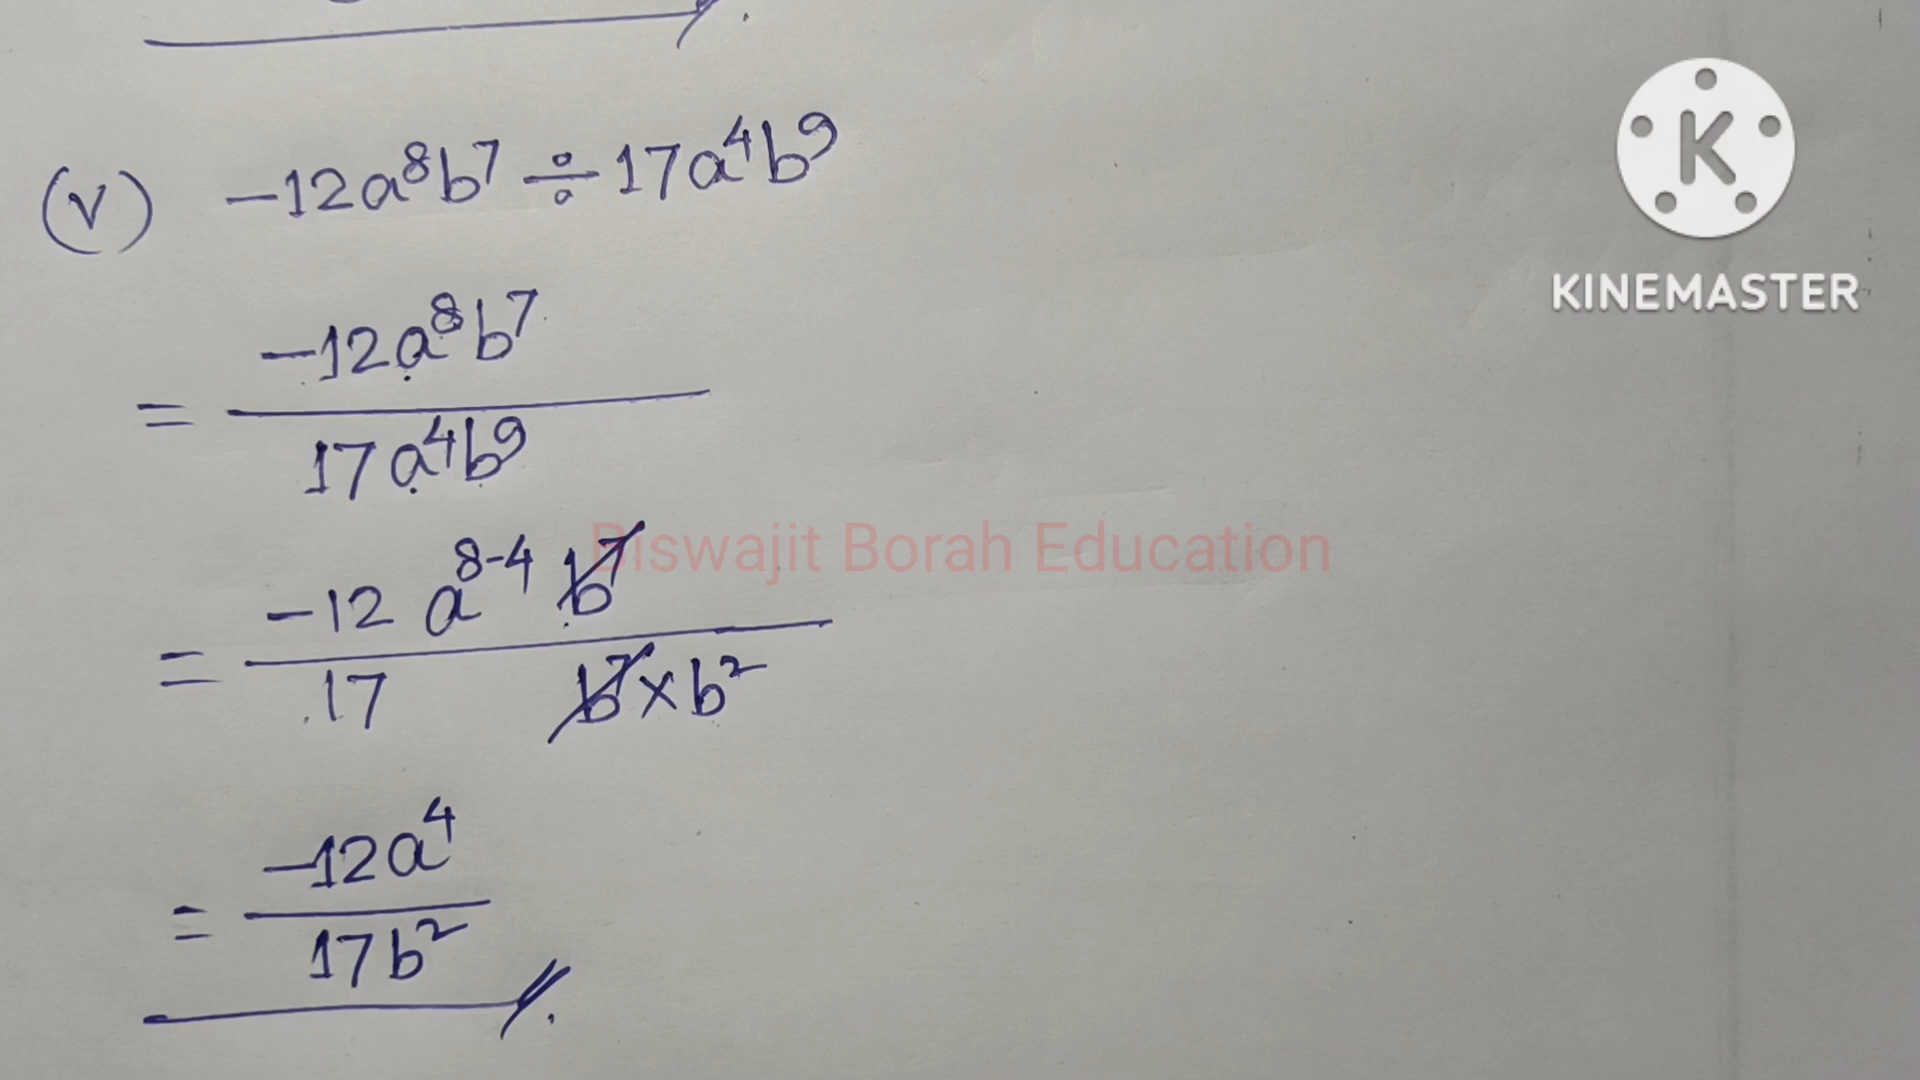 (v) -12a⁸b⁷ ÷ 17a⁴b⁹
= -12a⁸b⁷ / 17a⁴b⁹
= -12 a⁸⁻⁴ b⁷ / 17 b⁷ × b²
= -12a⁴ / 17b²
K
KINEMASTER
Biswajit Borah Education